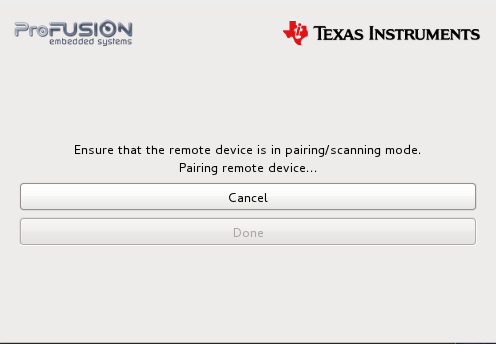 ProFUSION
embedded systems
TEXAS INSTRUMENTS
Ensure that the remote device is in pairing/scanning mode.
Pairing remote device...
Cancel
Done